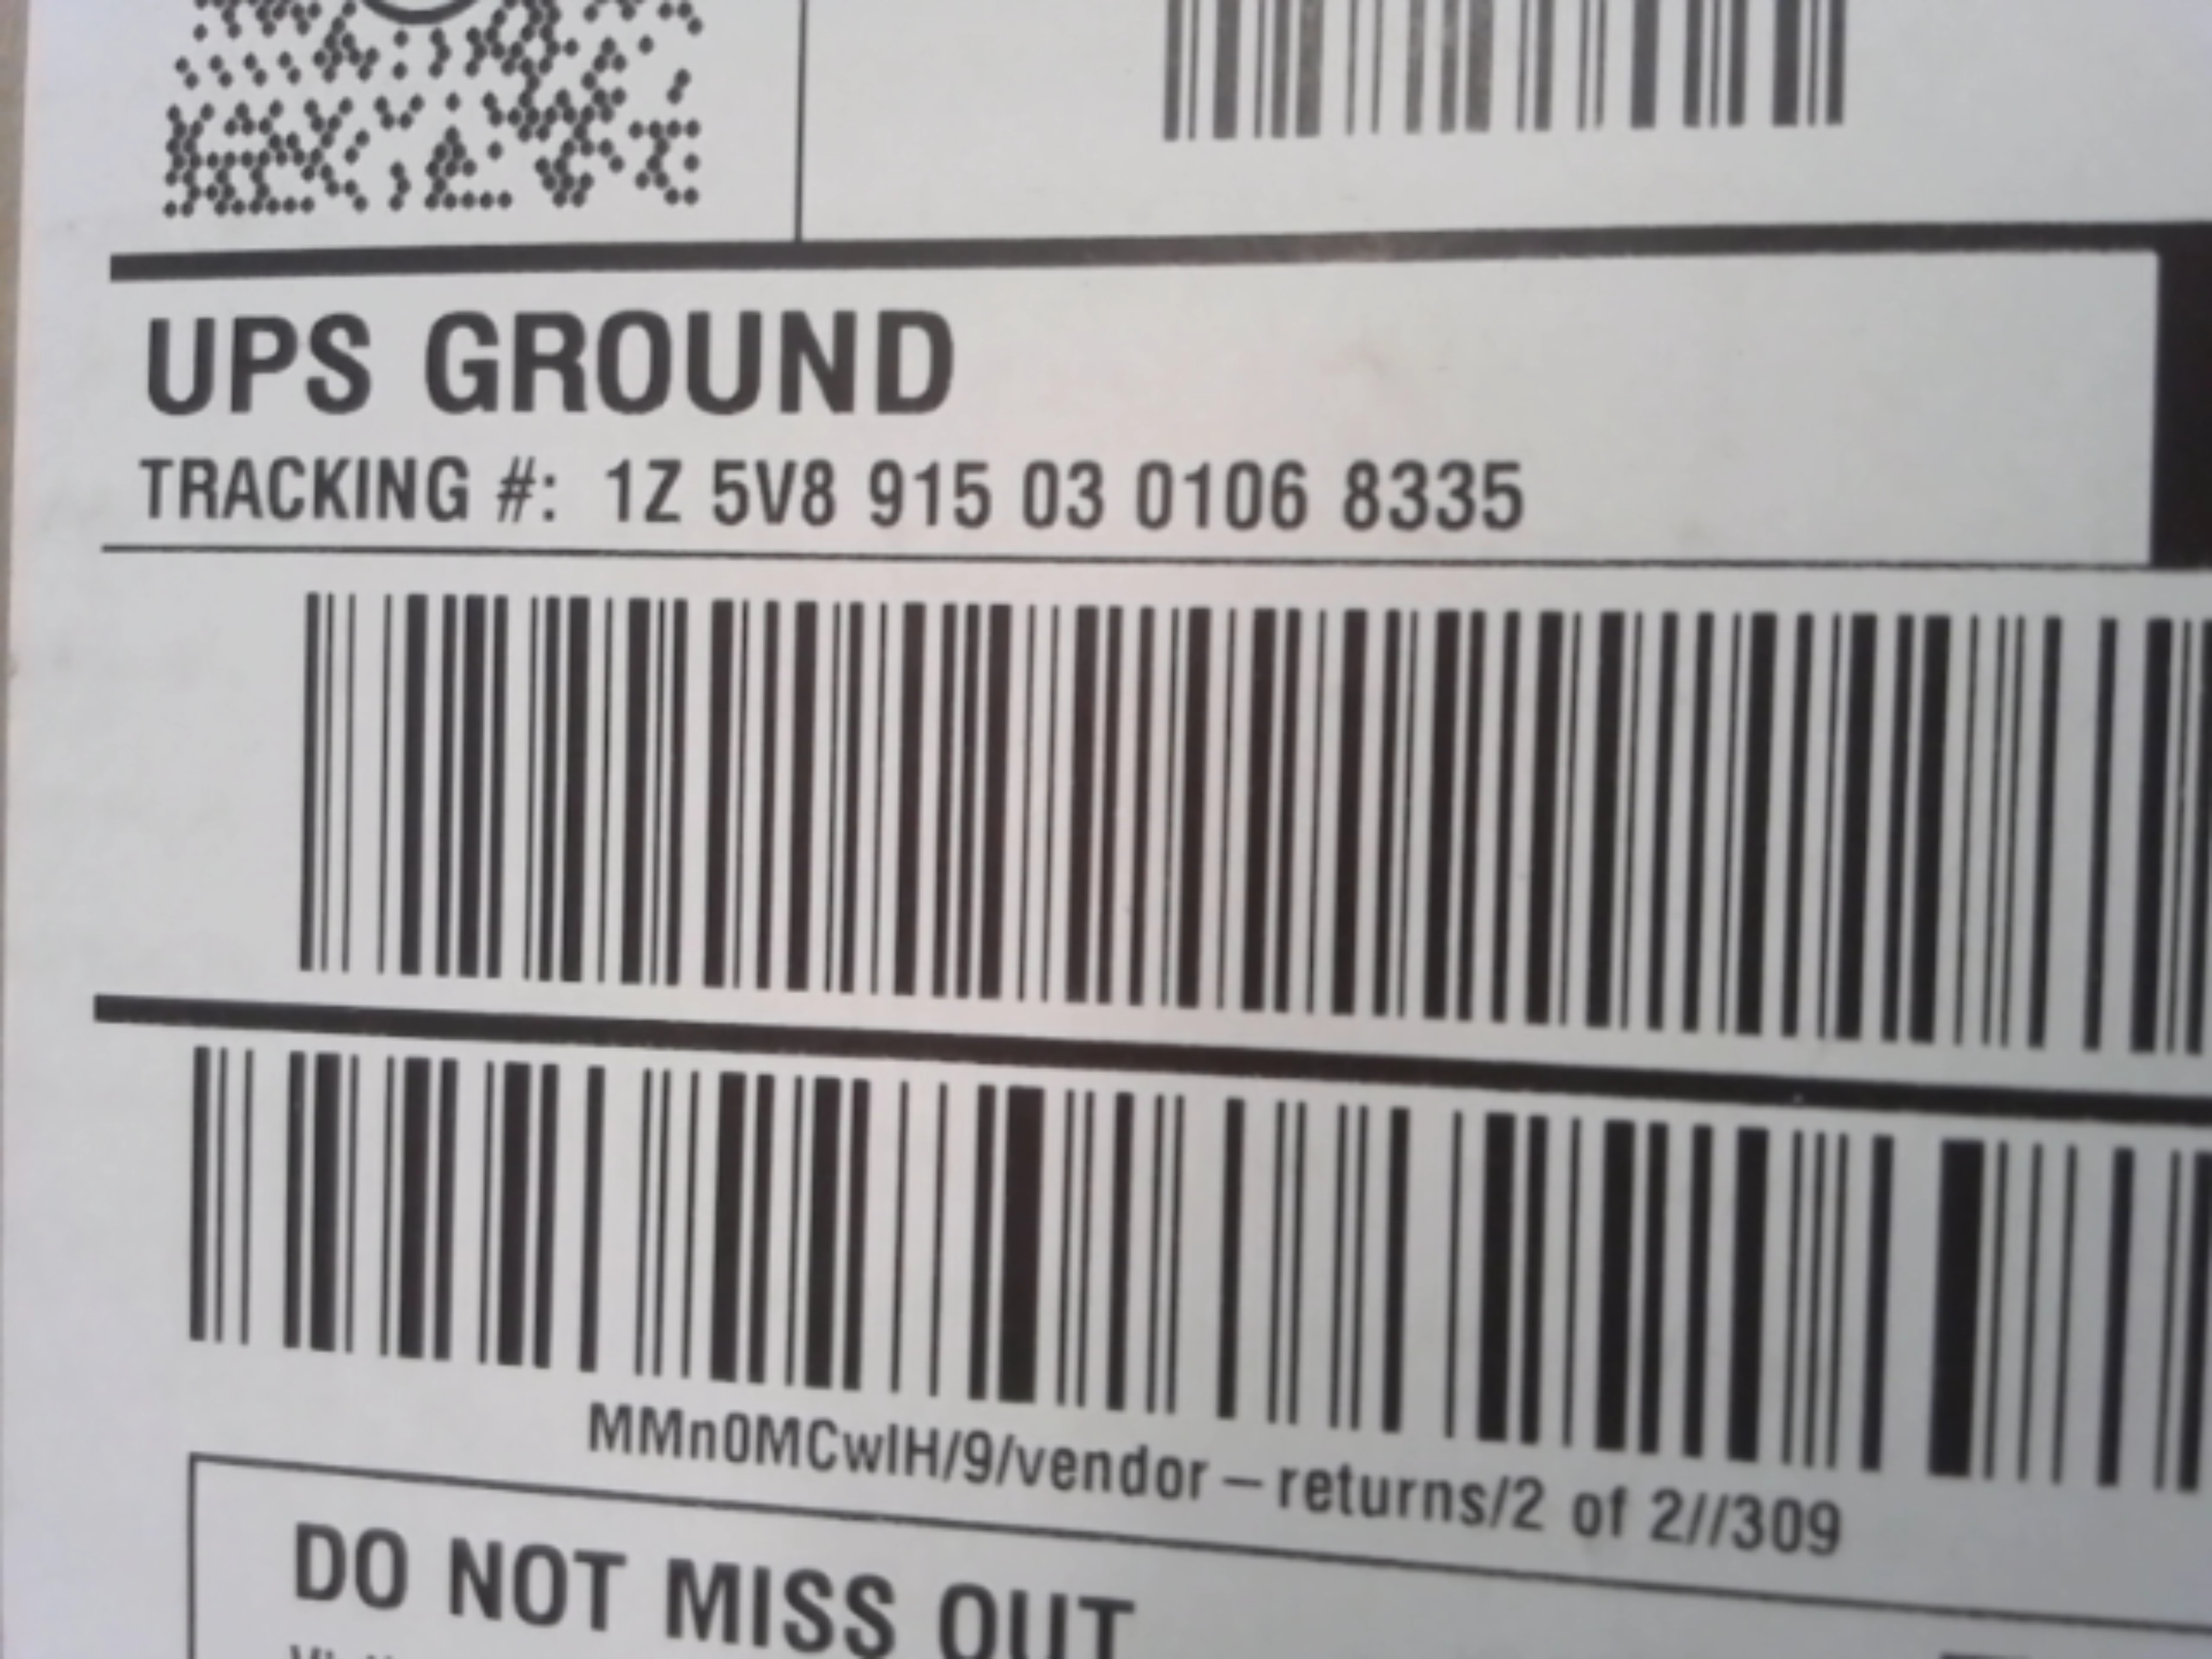 UPS GROUND
TRACKING #: 1Z 5V8 915 03 0106 8335
MMn0MCwlH/9/vendor – returns/2 of 2//309
DO NOT MISS OUT